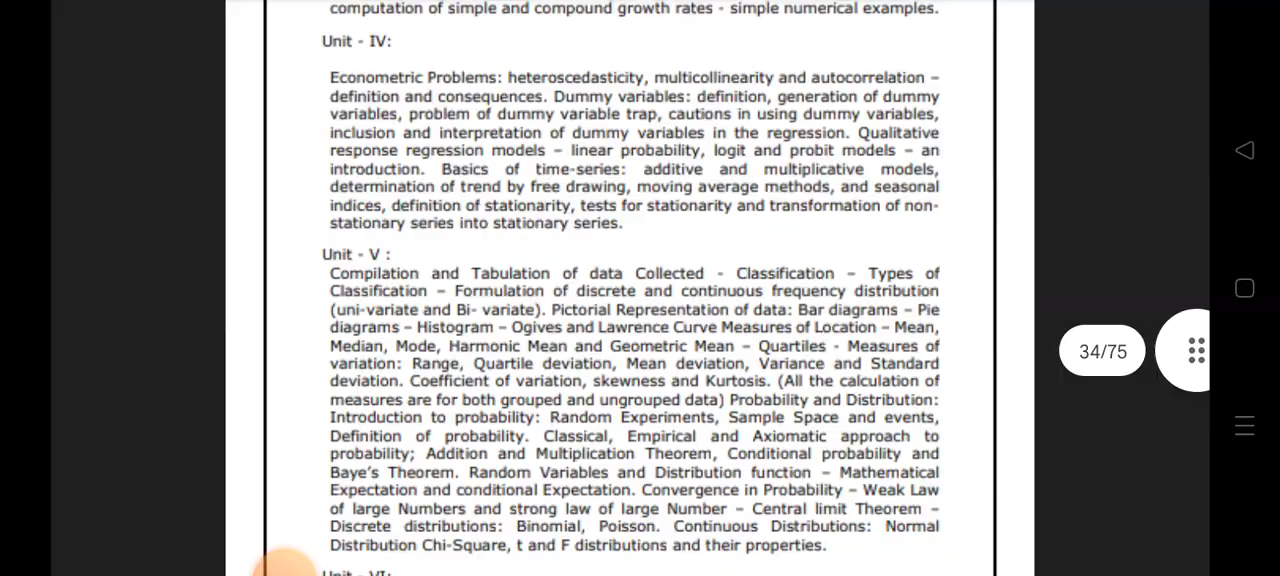 computation of simple and compound growth rates - simple numerical examples.
Unit - IV:
Econometric Problems: heteroscedasticity, multicollinearity and autocorrelation –
definition and consequences. Dummy variables: definition, generation of dummy
variables, problem of dummy variable trap, cautions in using dummy variables,
inclusion and interpretation of dummy variables in the regression. Qualitative
response regression models – linear probability, logit and probit models – an
introduction. Basics of time-series: additive and multiplicative models,
determination of trend by free drawing, moving average methods, and seasonal
indices, definition of stationarity, tests for stationarity and transformation of non-
stationary series into stationary series.
Unit - V :
Compilation and Tabulation of data Collected - Classification – Types of
Classification – Formulation of discrete and continuous frequency distribution
(uni-variate and Bi- variate). Pictorial Representation of data: Bar diagrams – Pie
diagrams – Histogram – Ogives and Lawrence Curve Measures of Location – Mean,
Median, Mode, Harmonic Mean and Geometric Mean – Quartiles - Measures of
variation: Range, Quartile deviation, Mean deviation, Variance and Standard
deviation. Coefficient of variation, skewness and Kurtosis. (All the calculation of
measures are for both grouped and ungrouped data) Probability and Distribution:
Introduction to probability: Random Experiments, Sample Space and events,
Definition of probability. Classical, Empirical and Axiomatic approach to
probability; Addition and Multiplication Theorem, Conditional probability and
Baye's Theorem. Random Variables and Distribution function – Mathematical
Expectation and conditional Expectation. Convergence in Probability – Weak Law
of large Numbers and strong law of large Number – Central limit Theorem –
Discrete distributions: Binomial, Poisson. Continuous Distributions: Normal
Distribution Chi-Square, t and F distributions and their properties.
Unit - VI:
34/75